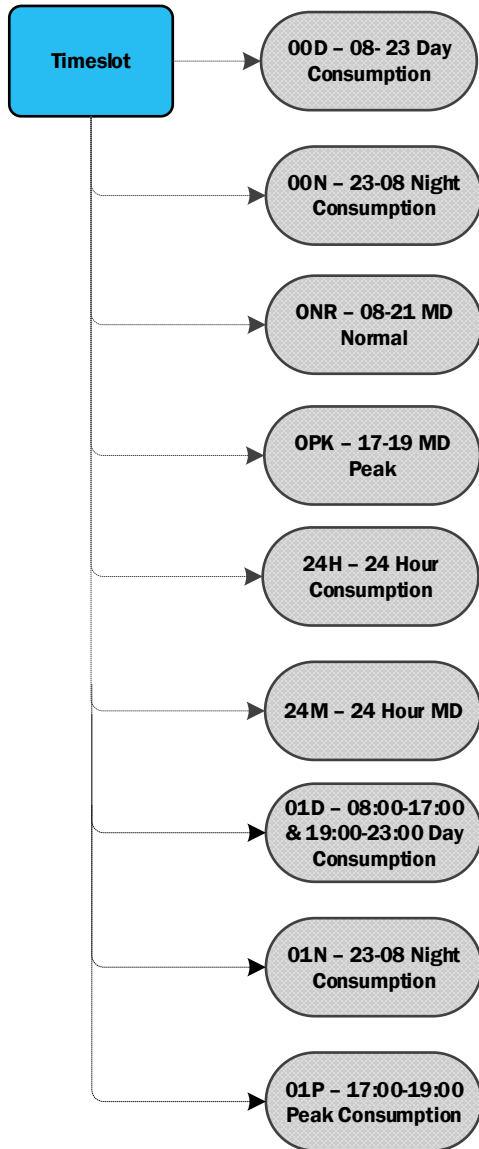 Timeslot
00D – 08- 23 Day
Consumption
00N – 23-08 Night
Consumption
0NR – 08-21 MD
Normal
0PK – 17-19 MD
Peak
24H – 24 Hour
Consumption
24M – 24 Hour MD
01D – 08:00-17:00
& 19:00-23:00 Day
Consumption
01N – 23-08 Night
Consumption
01P – 17:00-19:00
Peak Consumption